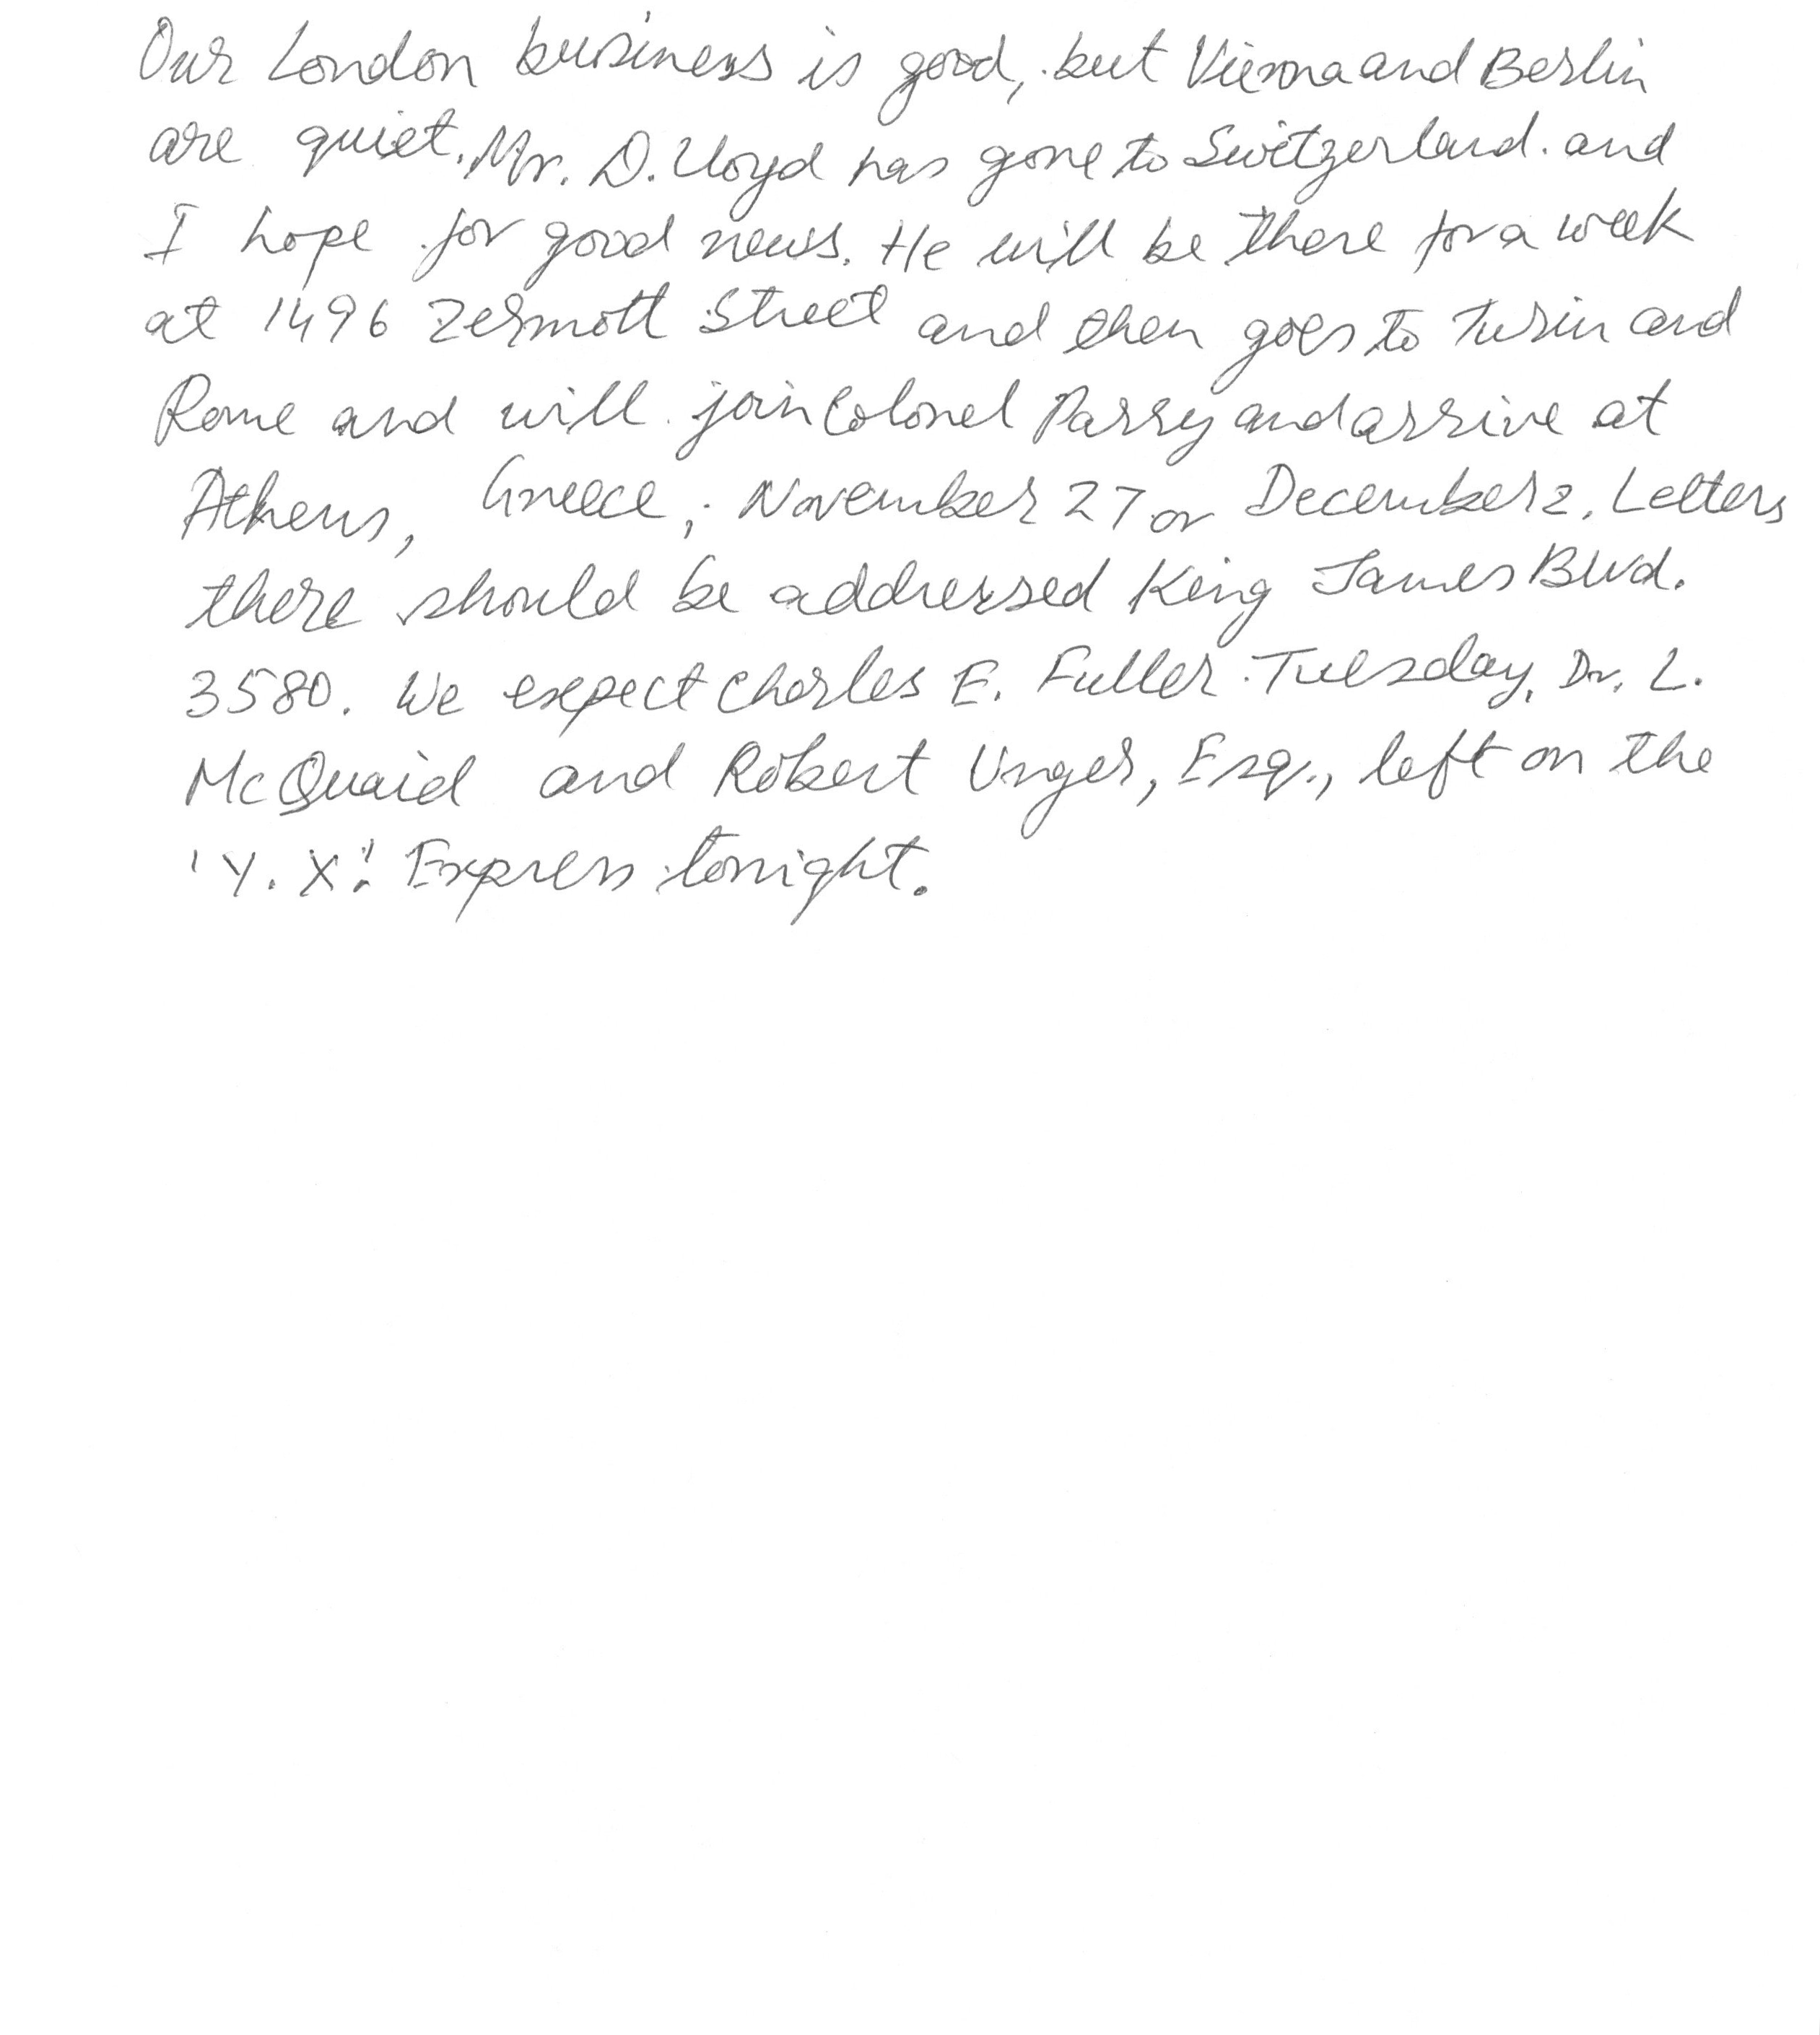 Our London business is good, but Vienna and Berlin
are quiet. Mr. D. Lloyd has gone to Switzerland. and
I hope for good news. He will be there for a week
at 1496 Zermott Street and then goes to Turin and
Rome and will join Colonel Parry and arrive at
Athens, Greece, November 27 or December 2. Letters
there should be addressed King James Blvd.
3580. We expect Charles E. Fuller Tuesday. Dr. L.
McQuaid and Robert Unger, Esq., left on the
'Y. X.' Express tonight.